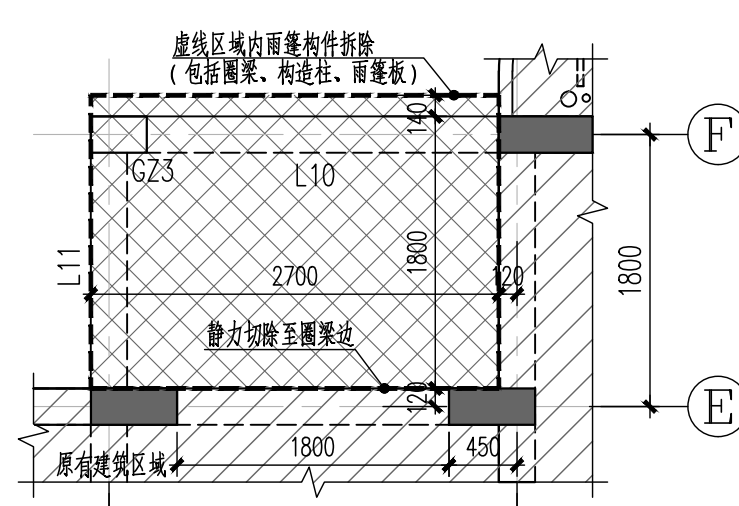 虚线区域内雨篷构件拆除
(包括圈梁、构造柱、雨篷板)
140
F
GZ3
L10
L11
1800
1800
2700
120
静力切除至圈梁边
120
E
1800
450
原有建筑区域